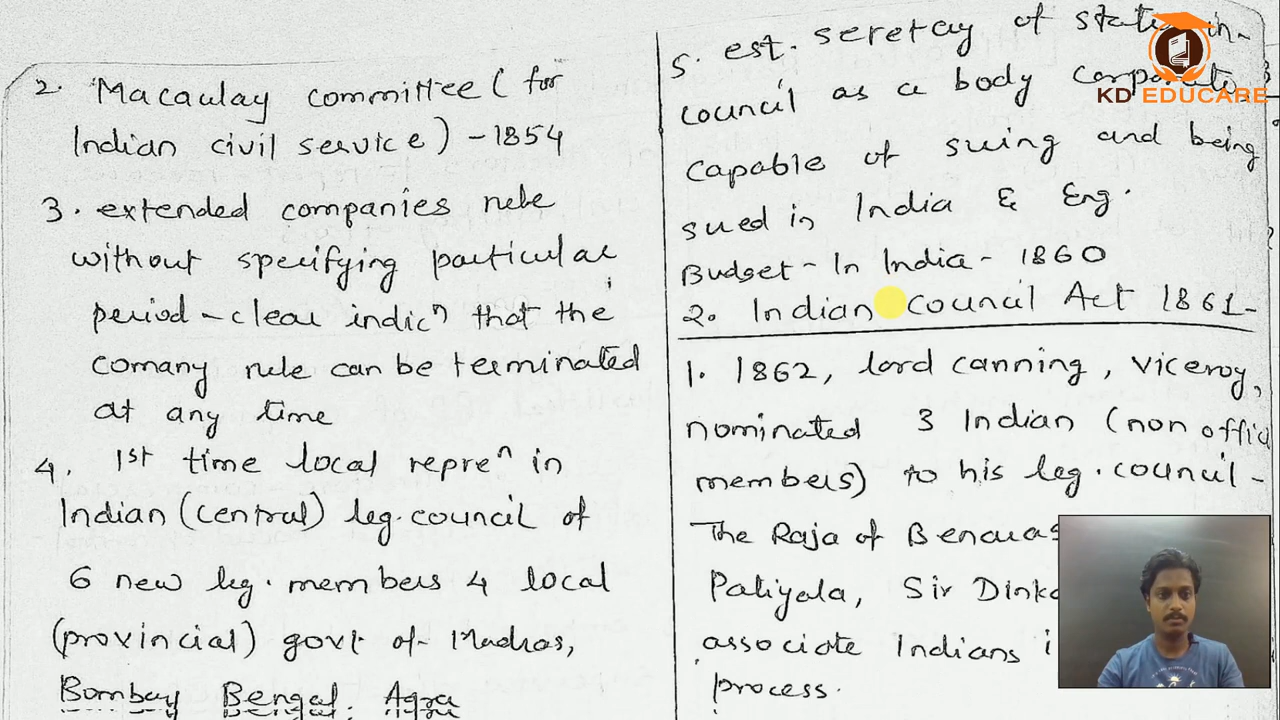 2. Macaulay committee ( for
Indian civil service ) - 1854
3. extended companies rule
without specifying particular
period - clear indicn that the
comany rule can be terminated
at any time
4. 1st time local repren in
Indian (central) leg. council of
6 new leg. members 4 local
(provincial) govt of Madras,
Bombay Bengal, Agra
5. est. seretay of state in-
council as a body corporate,
capable of suing and being
sued in India & Eng.
Budget - In India - 1860
2. Indian Council Act 1861-
1. 1862, lord canning, viceroy,
nominated 3 Indian (non offic
members) to his leg. council -
The Raja of Benaras
Patiyala, Sir Dinka
associate Indians i
process.
KD EDUCARE